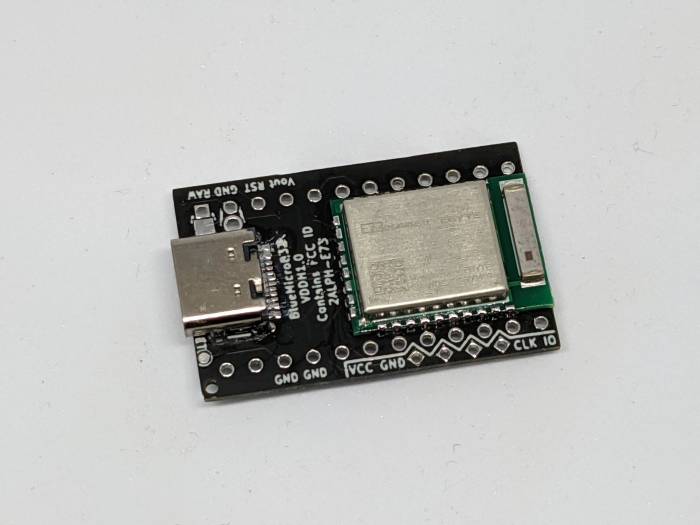 Vout RST GND RAW
BlueMicro833
VDDH1.0
Contains FCC ID
2ALPH-E73
GND GND
VCC GND
CLK IO